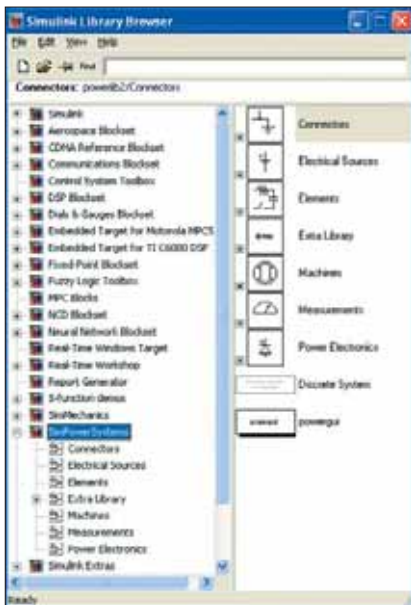 Simulink Library Browser
File Edit View Help
Find
Connectors: powerlib2/Connectors
Simulink
Aerospace Blockset
CDMA Reference Blockset
Communications Blockset
Control System Toolbox
DSP Blockset
Dials & Gauges Blockset
Embedded Target for Motorola MPC5
Embedded Target for TI C6000 DSP
Fixed-Point Blockset
Fuzzy Logic Toolbox
MPC Blocks
NCD Blockset
Neural Network Blockset
Real-Time Windows Target
Real-Time Workshop
Report Generator
S-function demos
SimMechanics
SimPowerSystems
Connectors
Electrical Sources
Elements
Extra Library
Machines
Measurements
Power Electronics
Simulink Extras
Connectors
Electrical Sources
Elements
Extra Library
Machines
Measurements
Power Electronics
Discrete System
powergui
Ready